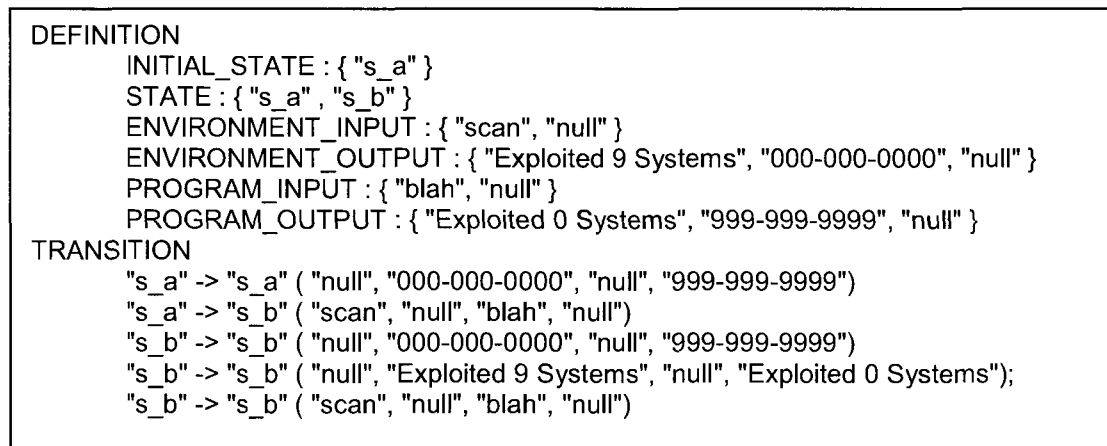 DEFINITION
INITIAL_STATE : { "s_a" }
STATE : { "s_a" , "s_b" }
ENVIRONMENT_INPUT : { "scan", "null" }
ENVIRONMENT_OUTPUT : { "Exploited 9 Systems", "000-000-0000", "null" }
PROGRAM_INPUT : { "blah", "null" }
PROGRAM_OUTPUT : { "Exploited 0 Systems", "999-999-9999", "null" }
TRANSITION
"s_a" -> "s_a" ( "null", "000-000-0000", "null", "999-999-9999")
"s_a" -> "s_b" ( "scan", "null", "blah", "null")
"s_b" -> "s_b" ( "null", "000-000-0000", "null", "999-999-9999")
"s_b" -> "s_b" ( "null", "Exploited 9 Systems", "null", "Exploited 0 Systems");
"s_b" -> "s_b" ( "scan", "null", "blah", "null")